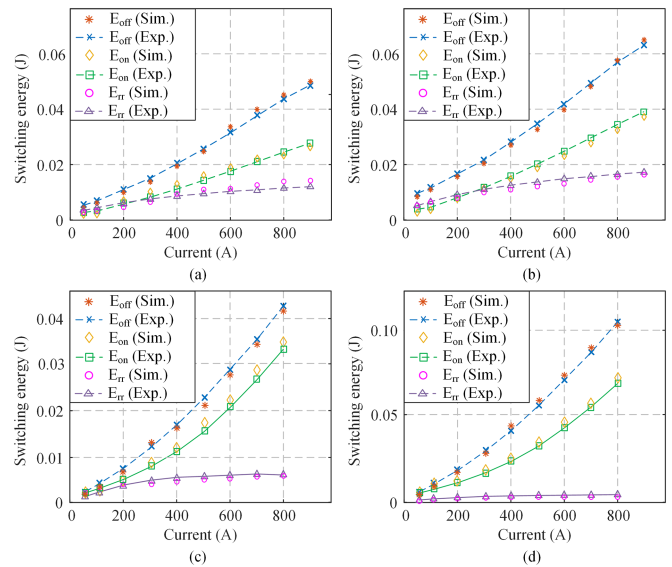 E_off (Sim.)
E_off (Exp.)
E_on (Sim.)
E_on (Exp.)
E_rr (Sim.)
E_rr (Exp.)
Switching energy (J)
0.06
0.04
0.02
0
0 200 400 600 800
Current (A)
(a)
E_off (Sim.)
E_off (Exp.)
E_on (Sim.)
E_on (Exp.)
E_rr (Sim.)
E_rr (Exp.)
Switching energy (J)
0.06
0.04
0.02
0
0 200 400 600 800
Current (A)
(b)
E_off (Sim.)
E_off (Exp.)
E_on (Sim.)
E_on (Exp.)
E_rr (Sim.)
E_rr (Exp.)
Switching energy (J)
0.04
0.03
0.02
0.01
0
0 200 400 600 800
Current (A)
(c)
E_off (Sim.)
E_off (Exp.)
E_on (Sim.)
E_on (Exp.)
E_rr (Sim.)
E_rr (Exp.)
Switching energy (J)
0.10
0.05
0
0 200 400 600 800
Current (A)
(d)